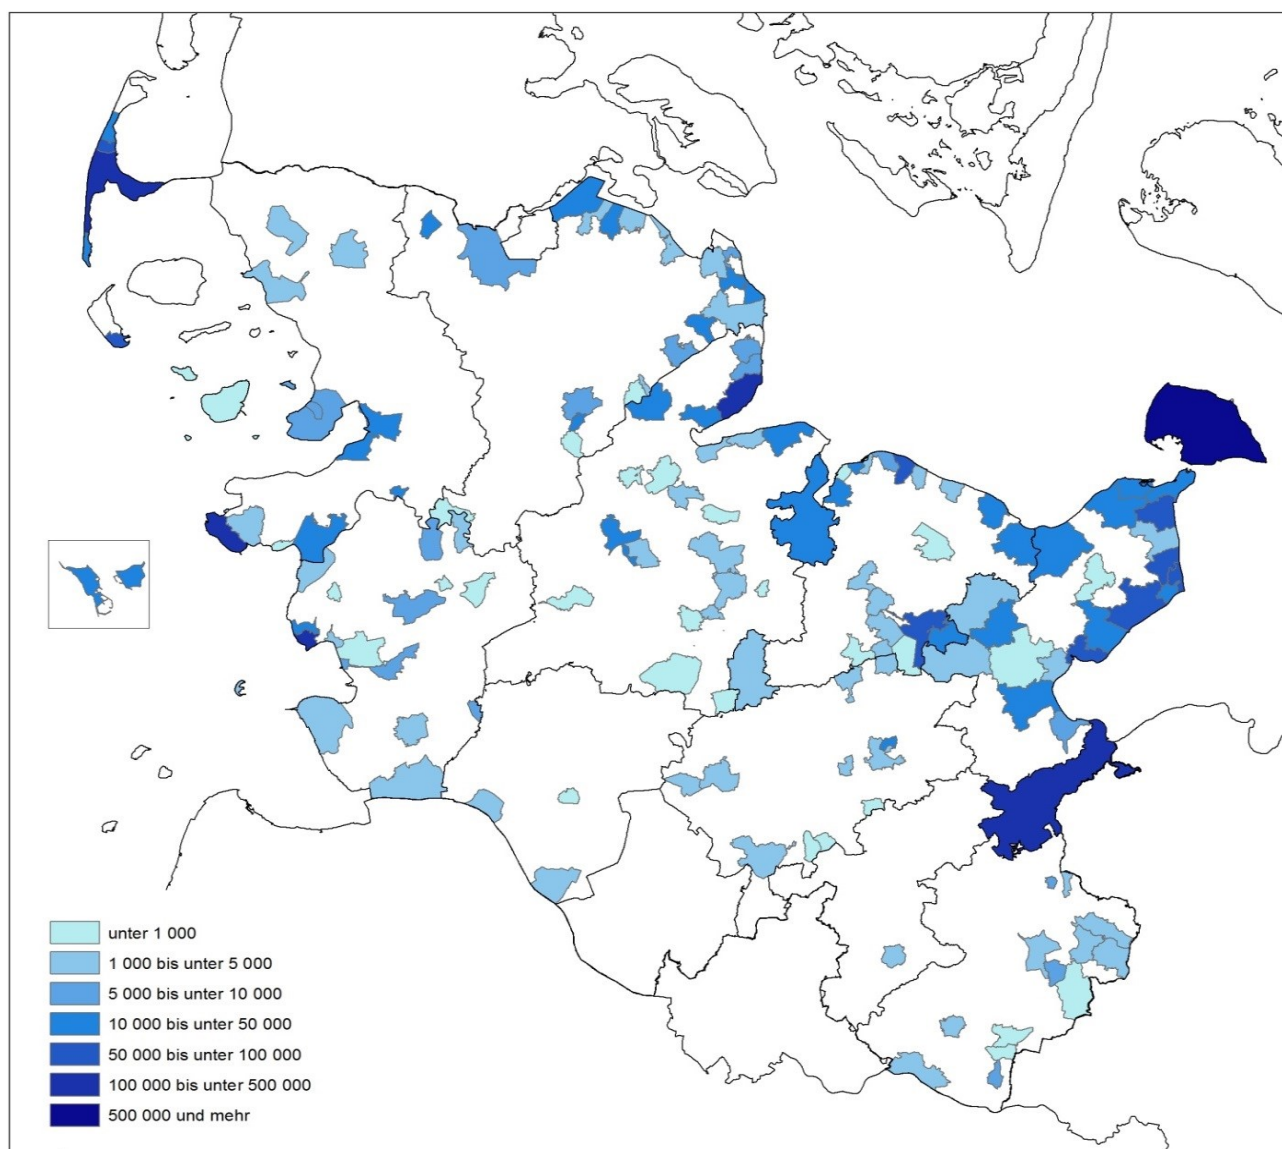 unter 1 000
1 000 bis unter 5 000
5 000 bis unter 10 000
10 000 bis unter 50 000
50 000 bis unter 100 000
100 000 bis unter 500 000
500 000 und mehr